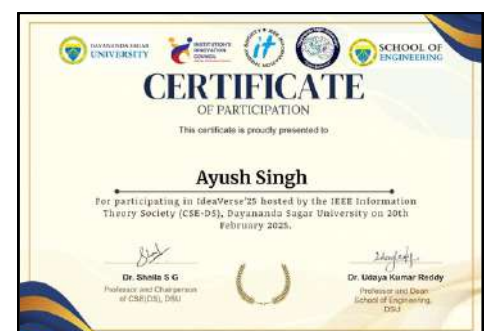 DAYANANDA SAGAR
UNIVERSITY
INSTITUTION'S
INNOVATION
COUNCIL
it
SCHOOL OF
ENGINEERING
CERTIFICATE
OF PARTICIPATION
This certificate is proudly presented to
Ayush Singh
For participating in IdeaVerse'25 hosted by the IEEE Information
Theory Society (CSE-DS), Dayananda Sagar University on 20th
February 2025.
Dr. Shaila S G
Professor and Chairperson
of CSE(DS), DSU
Dr. Udaya Kumar Reddy
Professor and Dean
School of Engineering,
DSU